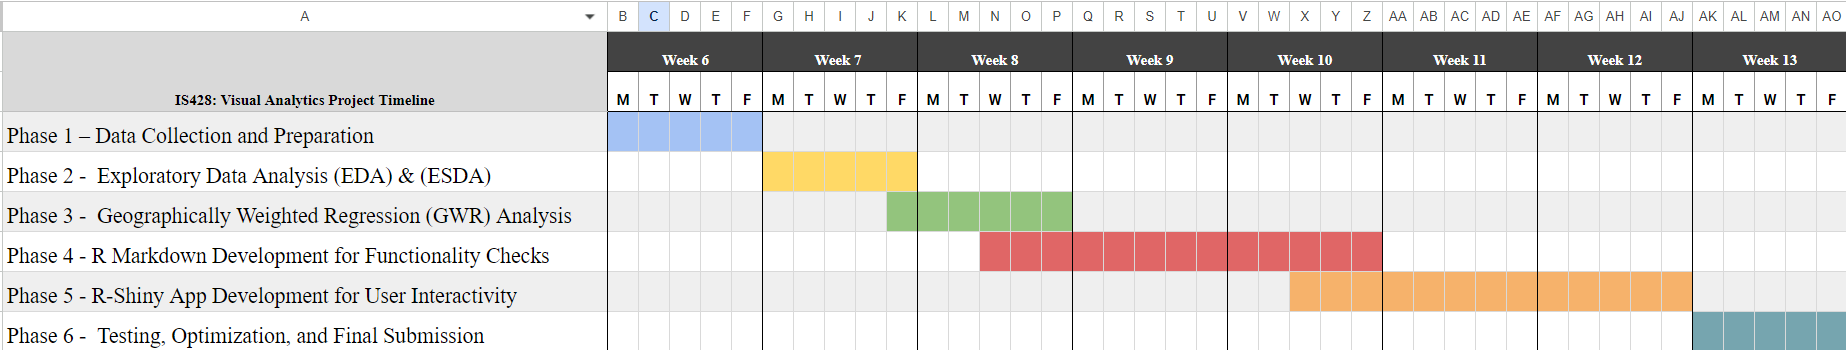 A B C D E F G H I J K L M N O P Q R S T U V W X Y Z AA AB AC AD AE AF AG AH AI AJ AK AL AM AN AO
Week 6 Week 7 Week 8 Week 9 Week 10 Week 11 Week 12 Week 13
IS428: Visual Analytics Project Timeline M T W T F M T W T F M T W T F M T W T F M T W T F M T W T F M T W T F M T W T F
Phase 1 – Data Collection and Preparation
Phase 2 -  Exploratory Data Analysis (EDA) & (ESDA)
Phase 3 -  Geographically Weighted Regression (GWR) Analysis
Phase 4 - R Markdown Development for Functionality Checks
Phase 5 - R-Shiny App Development for User Interactivity
Phase 6 -  Testing, Optimization, and Final Submission